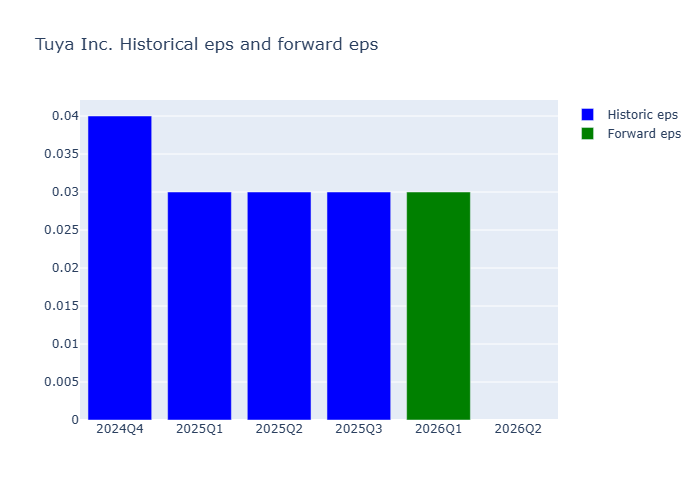 Tuya Inc. Historical eps and forward eps
Historic eps
Forward eps
0.04
0.035
0.03
0.025
0.02
0.015
0.01
0.005
0
2024Q4 2025Q1 2025Q2 2025Q3 2026Q1 2026Q2